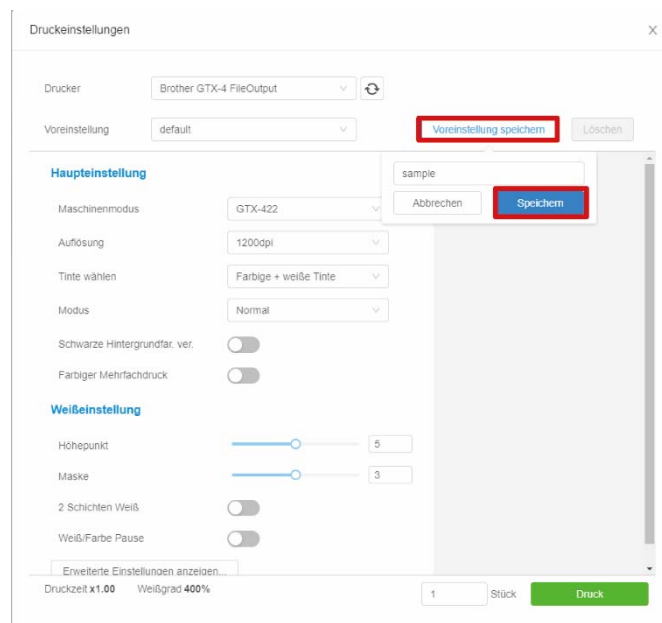 Druckeinstellungen X
Drucker Brother GTX-4 FileOutput
Voreinstellung default Voreinstellung speichern Löschen
Haupteinstellung sample
Abbrechen Speichern
Maschinenmodus GTX-422
Auflösung 1200dpi
Tinte wählen Farbige + weiße Tinte
Modus Normal
Schwarze Hintergrundfar. ver.
Farbiger Mehrfachdruck
Weißeinstellung
Höhepunkt 5
Maske 3
2 Schichten Weiß
Weiß/Farbe Pause
Erweiterte Einstellungen anzeigen...
Druckzeit x1.00 Weißgrad 400% 1 Stück Druck